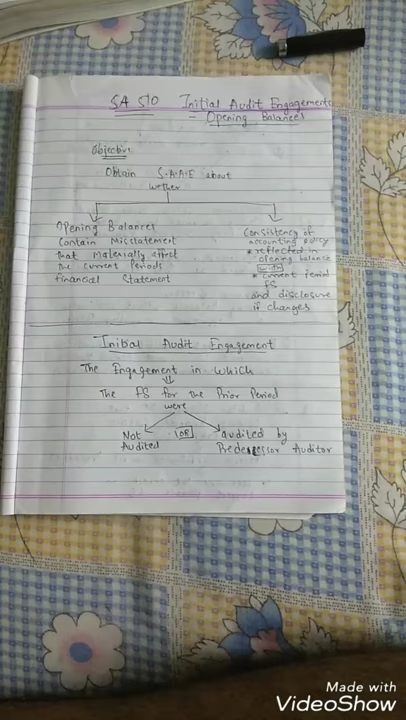 SA 510 Initial Audit Engagements
- Opening Balances
Objective
Obtain S.A.A.E about
wether
Opening Balances
Contain Misstatement
that Materially affect
the current Periods
financial Statement
Consistency of
accounting policy
* reflected in
opening balance
with
* current period
FS
and disclosure
if changes
Initial Audit Engagement
The Engagement in which
The FS for the Prior Period
were
Not
Audited
OR
audited by
Predecessor Auditor
Made with
VideoShow